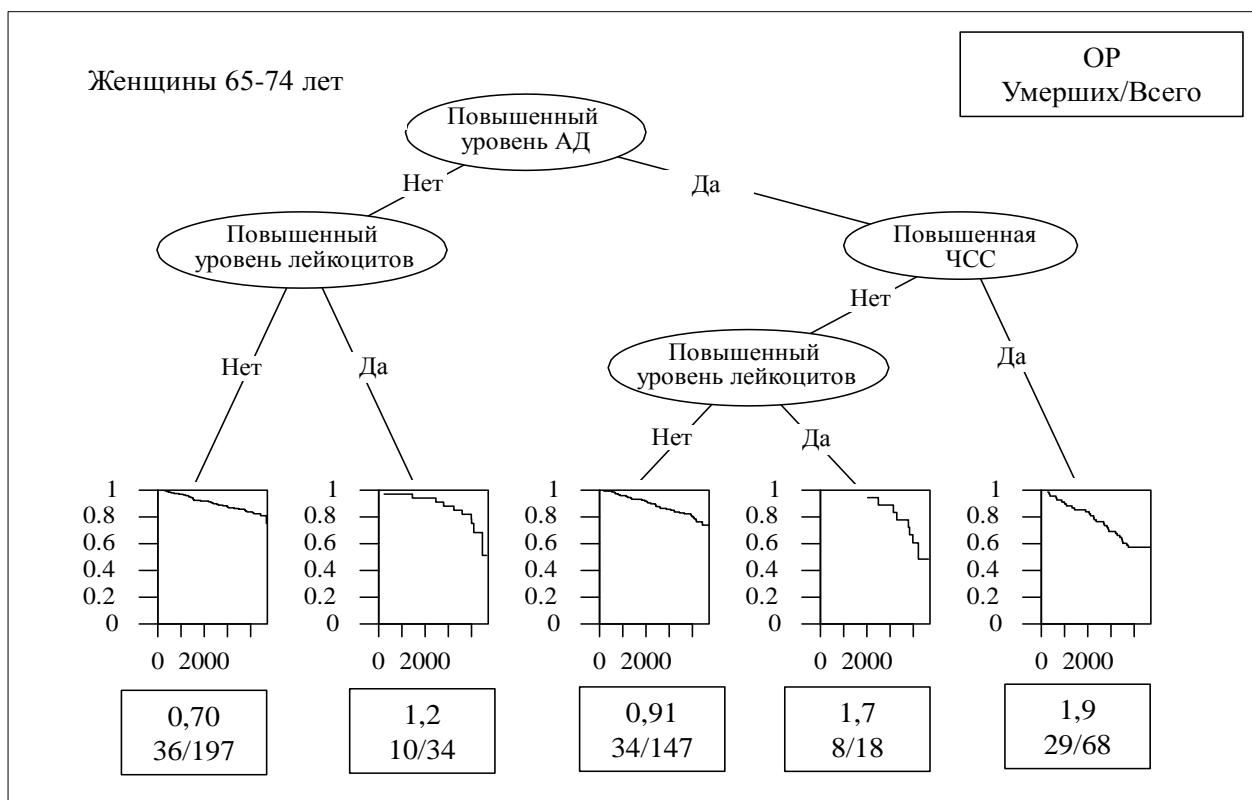 Женщины 65-74 лет
ОР
Умерших/Всего
Повышенный
уровень АД
Нет
Да
Повышенный
уровень лейкоцитов
Повышенная
ЧСС
Нет
Да
Нет
Да
Повышенный
уровень лейкоцитов
Нет
Да
1
0.8
0.6
0.4
0.2
0
0 2000
1
0.8
0.6
0.4
0.2
0
0 2000
1
0.8
0.6
0.4
0.2
0
0 2000
1
0.8
0.6
0.4
0.2
0
0 2000
1
0.8
0.6
0.4
0.2
0
0 2000
0,70
36/197
1,2
10/34
0,91
34/147
1,7
8/18
1,9
29/68